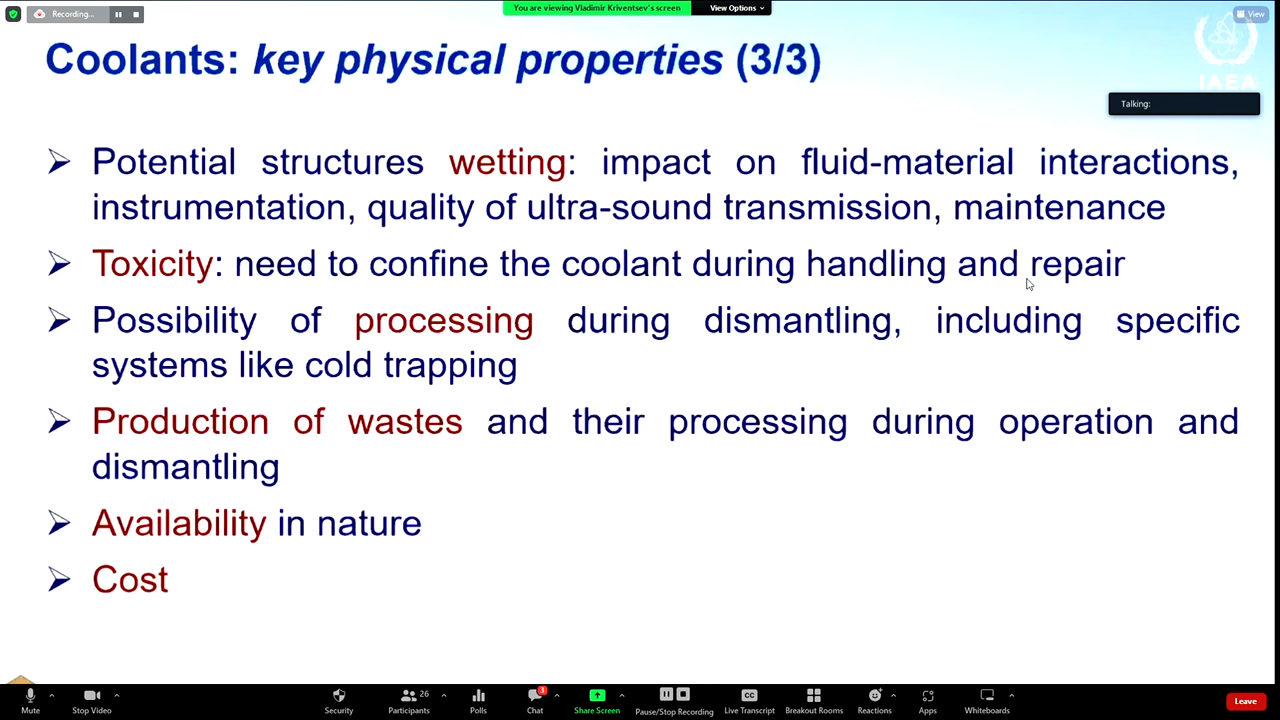 Recording...
You are viewing Vladimir Kriventsev's screen
View Options
View
Coolants: key physical properties (3/3)
IAEA
Talking:
Potential structures wetting: impact on fluid-material interactions,
instrumentation, quality of ultra-sound transmission, maintenance
Toxicity: need to confine the coolant during handling and repair
Possibility of processing during dismantling, including specific
systems like cold trapping
Production of wastes and their processing during operation and
dismantling
Availability in nature
Cost
Mute
Stop Video
Security
Participants 26
Polls
Chat 3
Share Screen
Pause/Stop Recording
CC
Live Transcript
Breakout Rooms
Reactions
Apps
Whiteboards
Leave